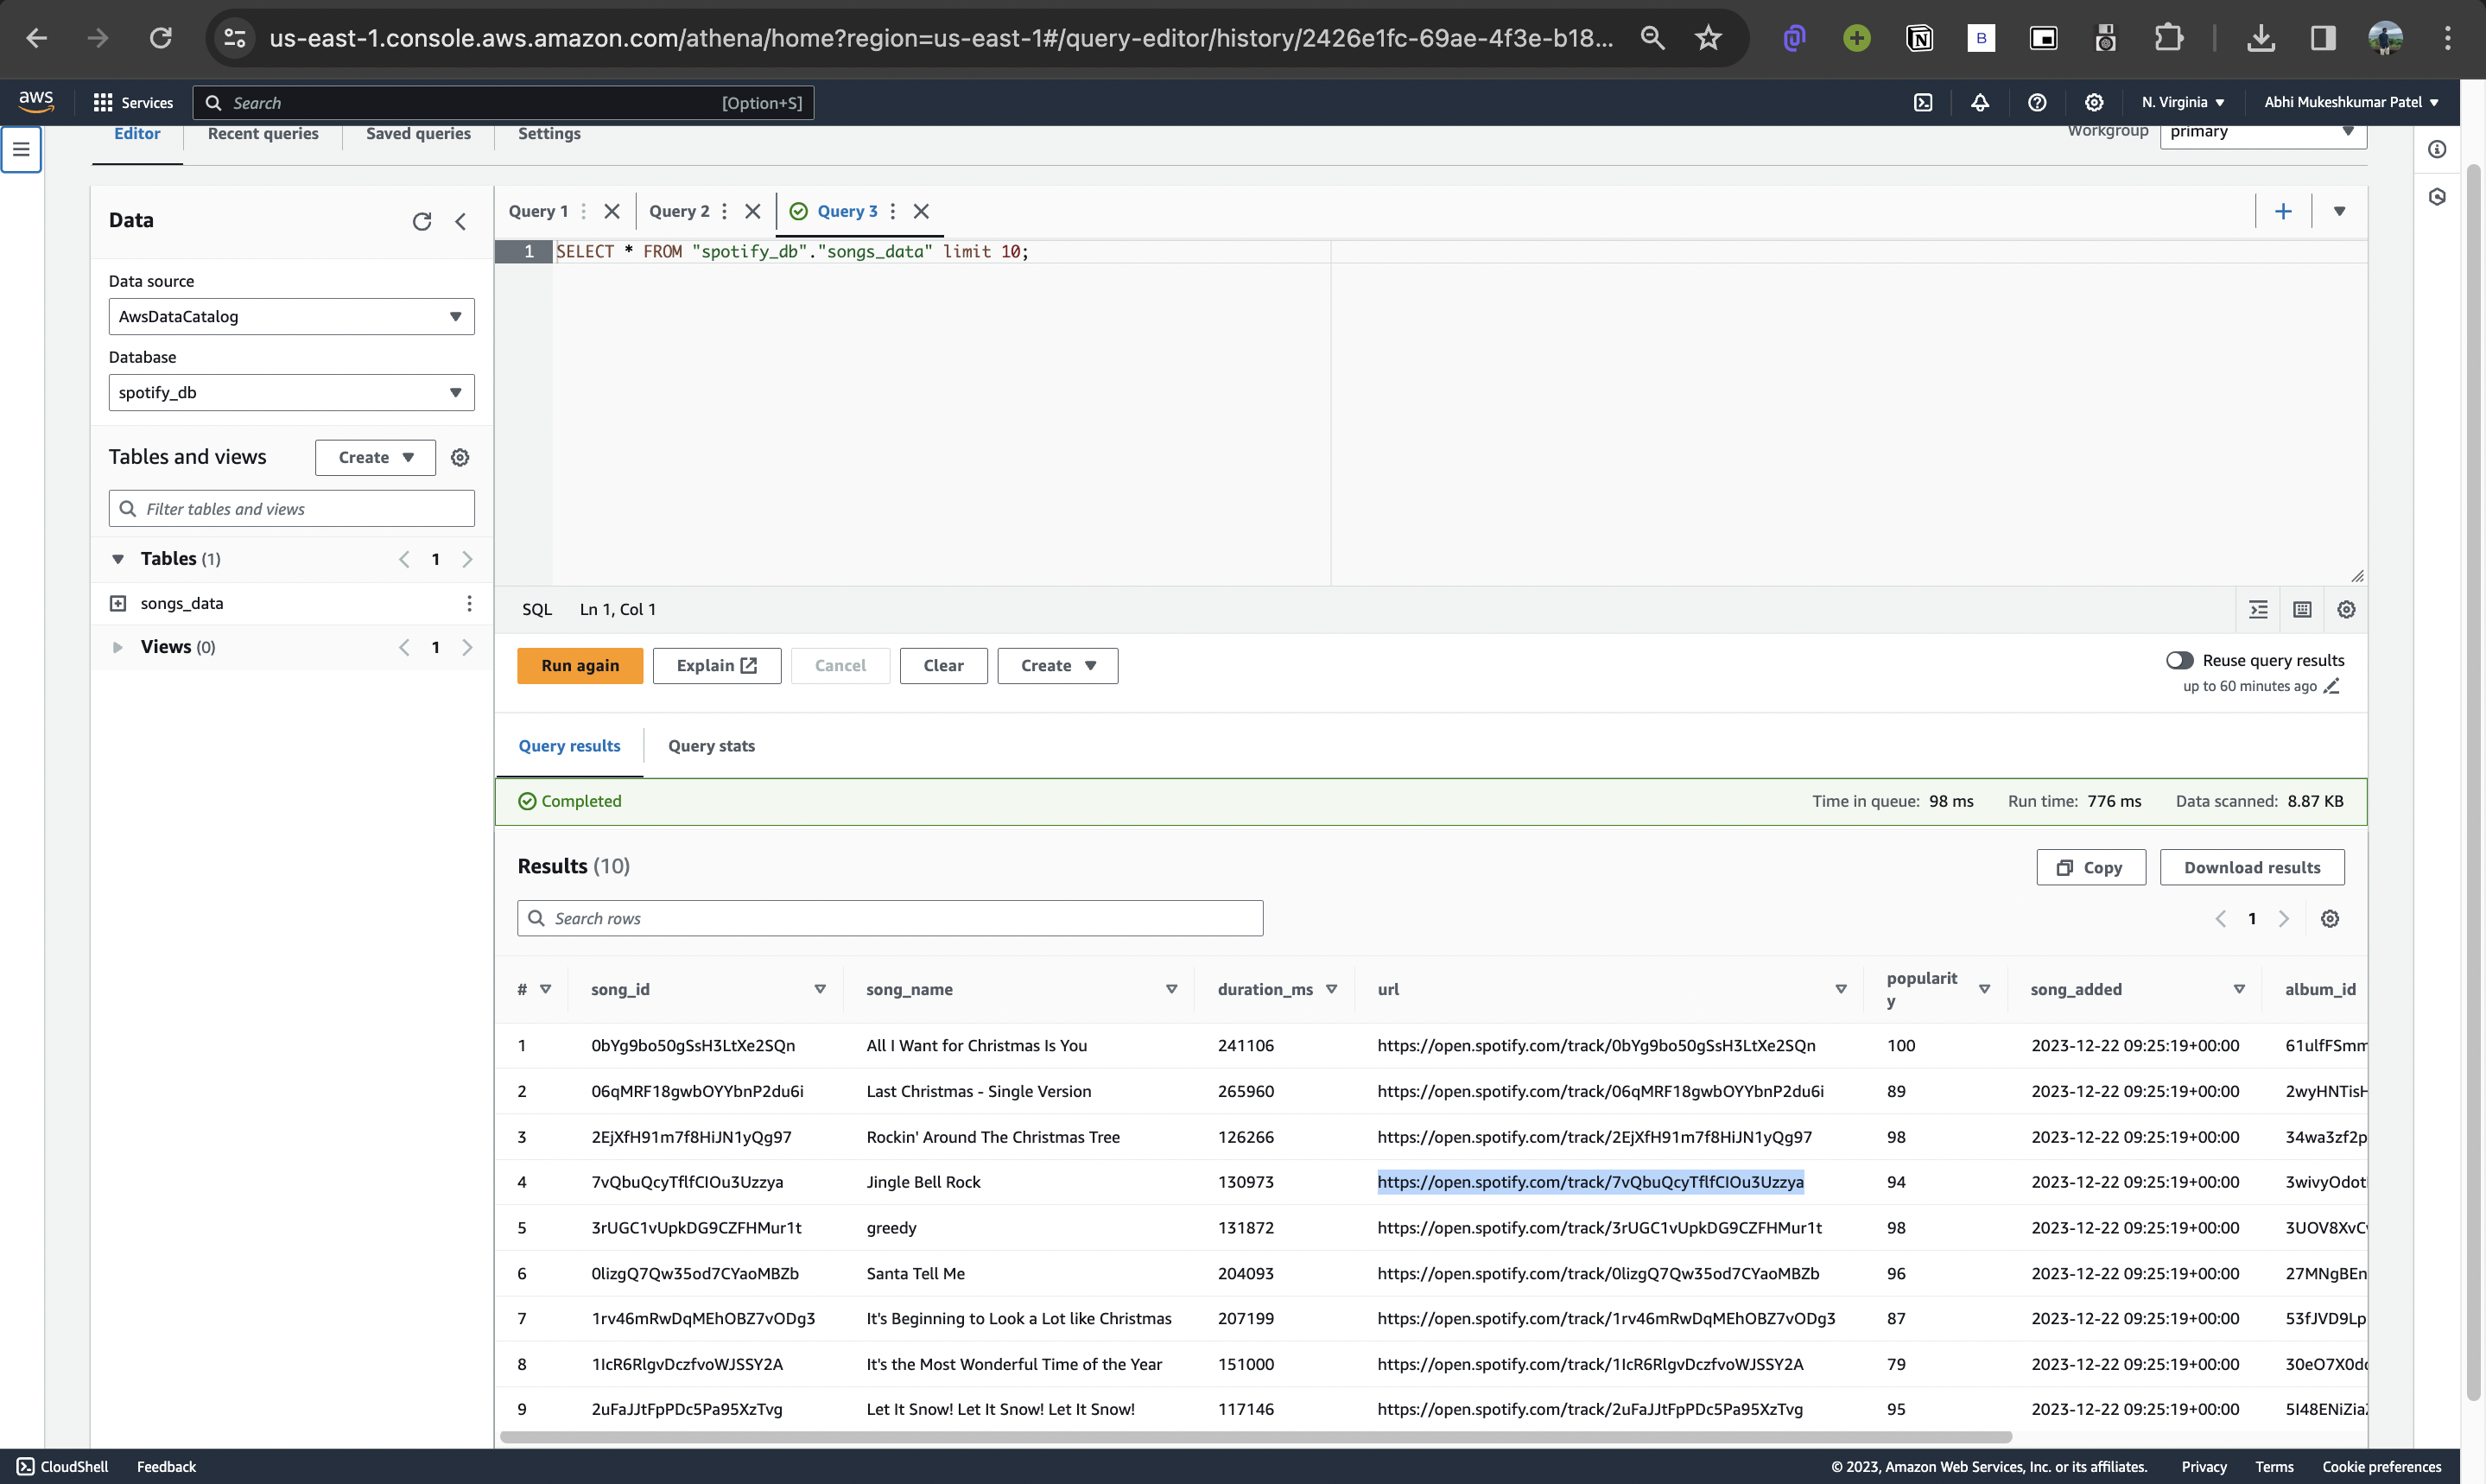 us-east-1.console.aws.amazon.com/athena/home?region=us-east-1#/query-editor/history/2426e1fc-69ae-4f3e-b18...
aws Services Search [Option+S] N. Virginia Abhi Mukeshkumar Patel
Editor Recent queries Saved queries Settings Workgroup primary
Data
Data source
AwsDataCatalog
Database
spotify_db
Tables and views Create
Filter tables and views
Tables (1) 1
songs_data
Views (0) 1
Query 1 Query 2 Query 3
1 SELECT * FROM "spotify_db"."songs_data" limit 10;
SQL Ln 1, Col 1
Run again Explain Cancel Clear Create Reuse query results
up to 60 minutes ago
Query results Query stats
Completed Time in queue: 98 ms Run time: 776 ms Data scanned: 8.87 KB
Results (10) Copy Download results
Search rows 1
# song_id song_name duration_ms url popularity song_added album_id
1 0bYg9bo50gSsH3LtXe2SQn All I Want for Christmas Is You 241106 https://open.spotify.com/track/0bYg9bo50gSsH3LtXe2SQn 100 2023-12-22 09:25:19+00:00 61ulfFSmm
2 06qMRF18gwbOYYbnP2du6i Last Christmas - Single Version 265960 https://open.spotify.com/track/06qMRF18gwbOYYbnP2du6i 89 2023-12-22 09:25:19+00:00 2wyHNTisH
3 2EjXfH91m7f8HiJN1yQg97 Rockin' Around The Christmas Tree 126266 https://open.spotify.com/track/2EjXfH91m7f8HiJN1yQg97 98 2023-12-22 09:25:19+00:00 34wa3zf2p
4 7vQbuQcyTflfCIOu3Uzzya Jingle Bell Rock 130973 https://open.spotify.com/track/7vQbuQcyTflfCIOu3Uzzya 94 2023-12-22 09:25:19+00:00 3wivyOdot
5 3rUGC1vUpkDG9CZFHMur1t greedy 131872 https://open.spotify.com/track/3rUGC1vUpkDG9CZFHMur1t 98 2023-12-22 09:25:19+00:00 3UOV8XvC
6 0lizgQ7Qw35od7CYaoMBZb Santa Tell Me 204093 https://open.spotify.com/track/0lizgQ7Qw35od7CYaoMBZb 96 2023-12-22 09:25:19+00:00 27MNgBEn
7 1rv46mRwDqMEhOBZ7vODg3 It's Beginning to Look a Lot like Christmas 207199 https://open.spotify.com/track/1rv46mRwDqMEhOBZ7vODg3 87 2023-12-22 09:25:19+00:00 53fJVD9Lp
8 1IcR6RlgvDczfvoWJSSY2A It's the Most Wonderful Time of the Year 151000 https://open.spotify.com/track/1IcR6RlgvDczfvoWJSSY2A 79 2023-12-22 09:25:19+00:00 30eO7X0d
9 2uFaJJtFpPDc5Pa95XzTvg Let It Snow! Let It Snow! Let It Snow! 117146 https://open.spotify.com/track/2uFaJJtFpPDc5Pa95XzTvg 95 2023-12-22 09:25:19+00:00 5I48ENiZia
CloudShell Feedback © 2023, Amazon Web Services, Inc. or its affiliates. Privacy Terms Cookie preferences